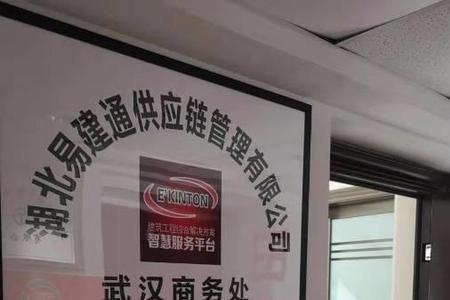 湖北易建通供应链管理有限公司
E'KINTON
建筑工程综合解决方案
智慧服务平台
武汉商务处